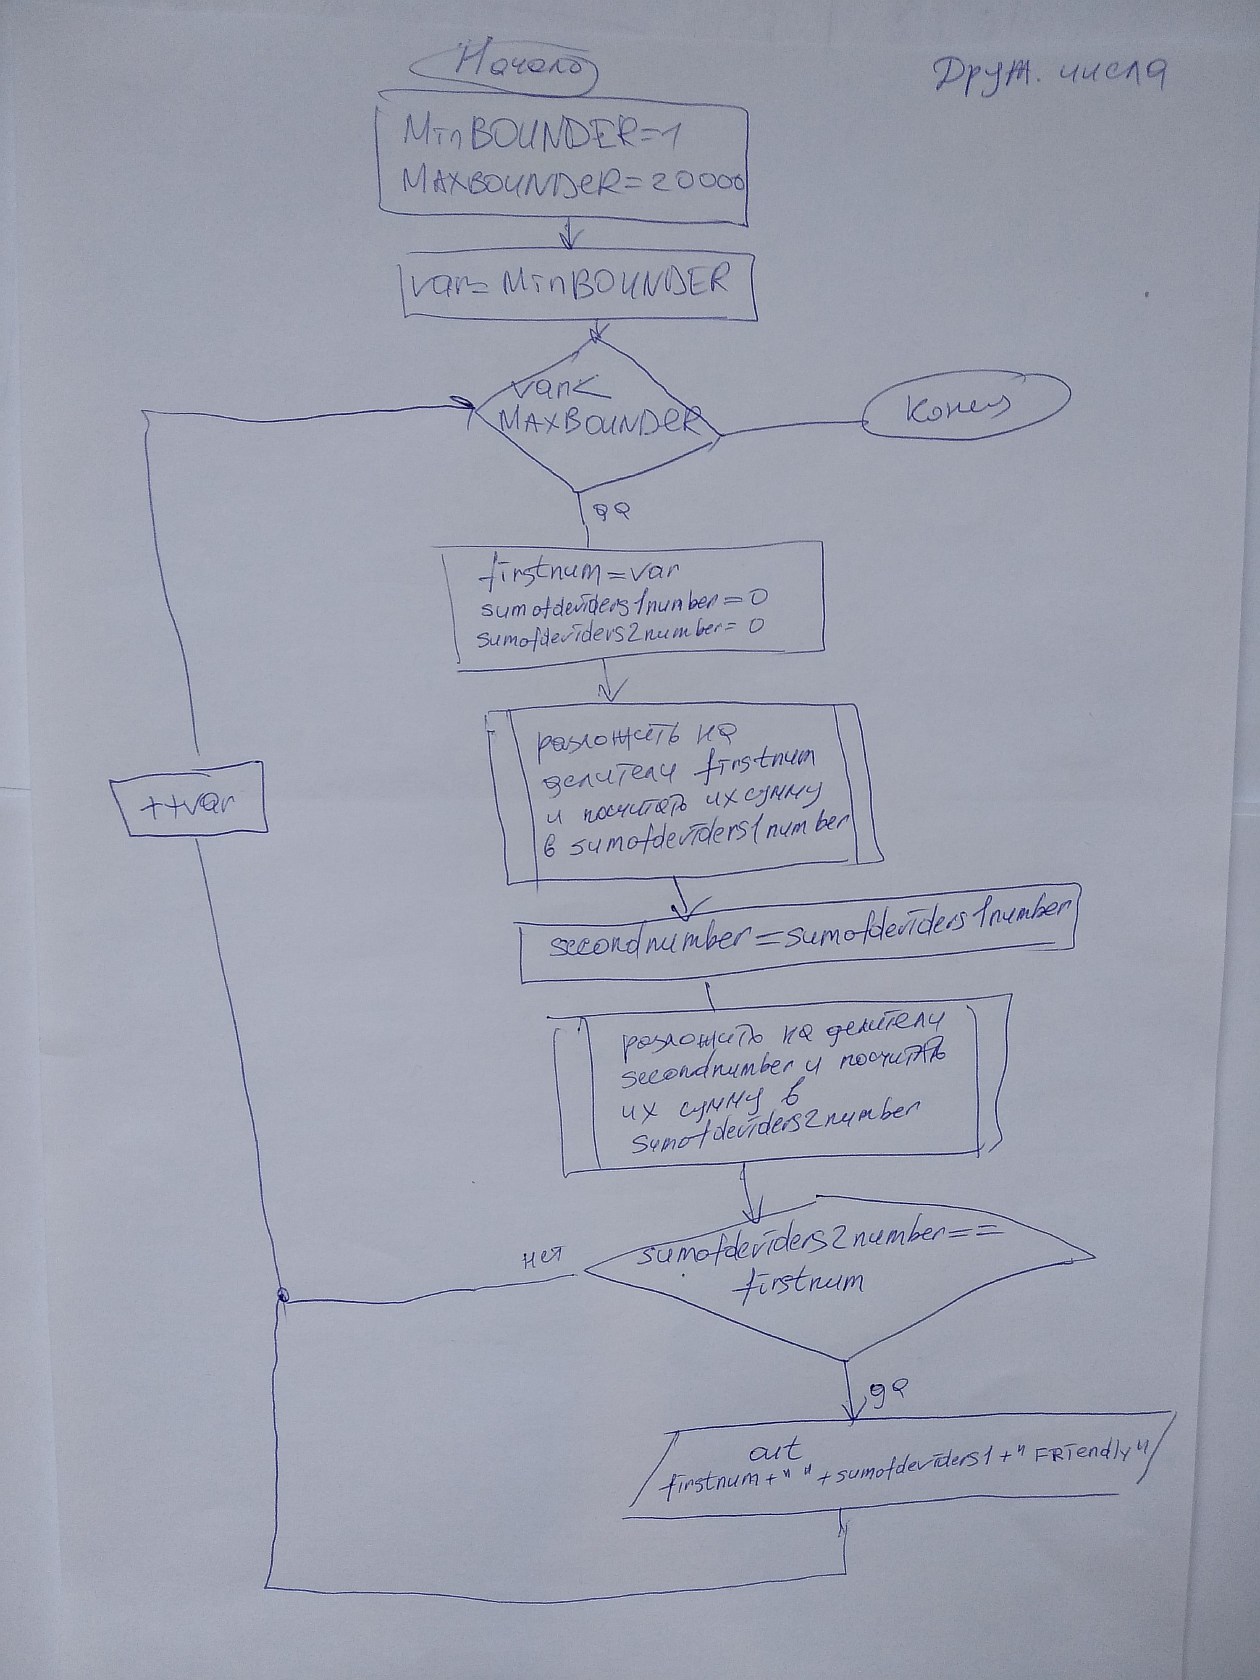 Начало
Друж. числа
MinBOUNDER=1
MAXBOUNDER=20000
var=MinBOUNDER
var<
MAXBOUNDER
конец
да
firstnum=var
sumofdeviders1number=0
sumofdeviders2number=0
разложить на
делители firstnum
и посчитать их сумму
в sumofdeviders1number
++var
secondnumber=sumofdeviders1number
разложить на делители
secondnumber и посчитать
их сумму в
sumofdeviders2number
sumofdeviders2number==
firstnum
нет
да
out
firstnum+" "+sumofdeviders1+"FRiendly"